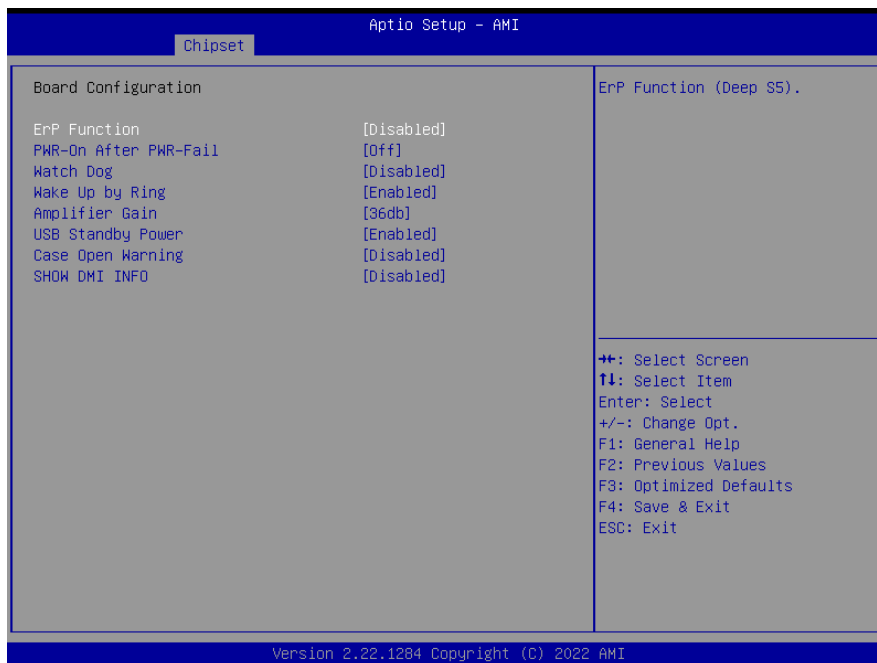 Aptio Setup – AMI
Chipset
Board Configuration
ErP Function [Disabled]
PWR-On After PWR-Fail [Off]
Watch Dog [Disabled]
Wake Up by Ring [Enabled]
Amplifier Gain [36db]
USB Standby Power [Enabled]
Case Open Warning [Disabled]
SHOW DMI INFO [Disabled]
ErP Function (Deep S5).
→←: Select Screen
↑↓: Select Item
Enter: Select
+/-: Change Opt.
F1: General Help
F2: Previous Values
F3: Optimized Defaults
F4: Save & Exit
ESC: Exit
Version 2.22.1284 Copyright (C) 2022 AMI